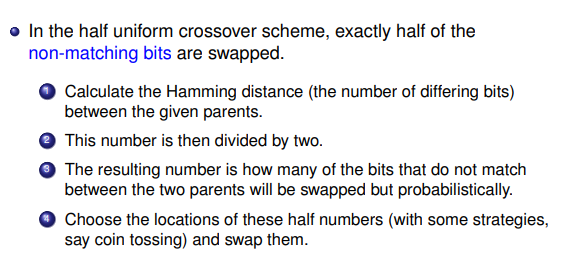 In the half uniform crossover scheme, exactly half of the
non-matching bits are swapped.
1 Calculate the Hamming distance (the number of differing bits)
between the given parents.
2 This number is then divided by two.
3 The resulting number is how many of the bits that do not match
between the two parents will be swapped but probabilistically.
4 Choose the locations of these half numbers (with some strategies,
say coin tossing) and swap them.